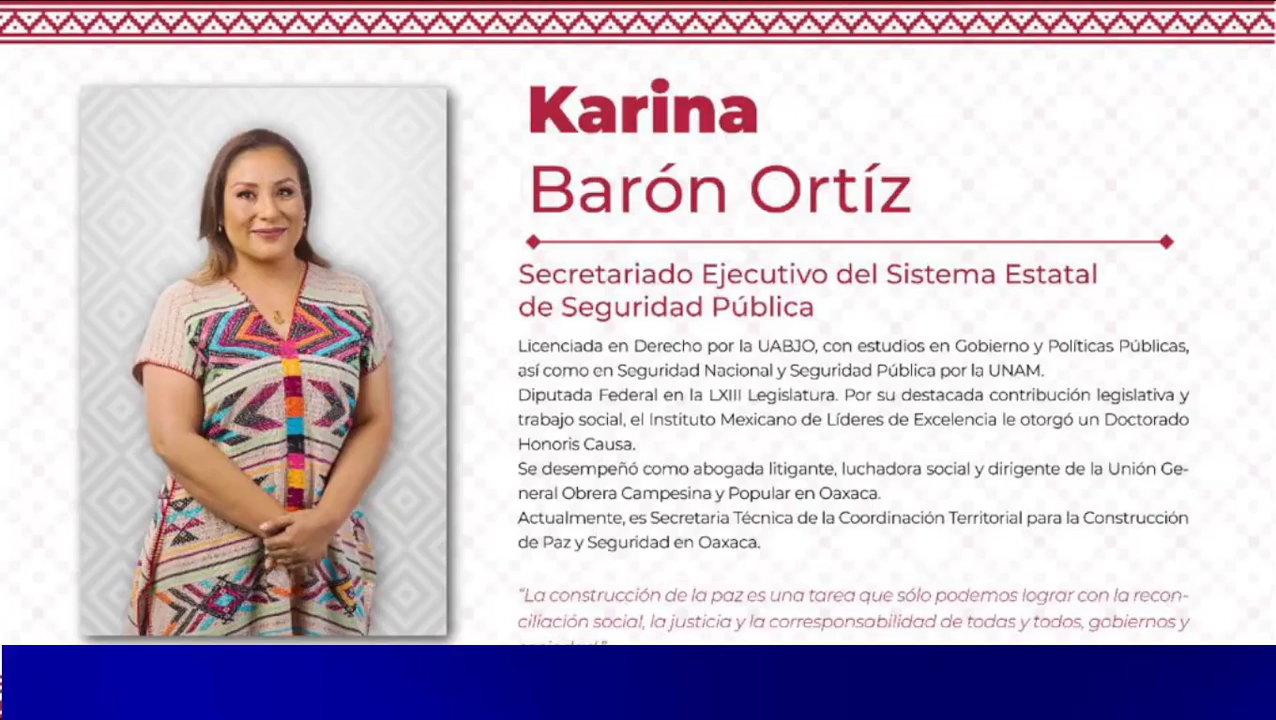 Karina
Barón Ortíz
Secretariado Ejecutivo del Sistema Estatal
de Seguridad Pública
Licenciada en Derecho por la UABJO, con estudios en Gobierno y Políticas Públicas,
así como en Seguridad Nacional y Seguridad Pública por la UNAM.
Diputada Federal en la LXIII Legislatura. Por su destacada contribución legislativa y
trabajo social, el Instituto Mexicano de Líderes de Excelencia le otorgó un Doctorado
Honoris Causa.
Se desempeñó como abogada litigante, luchadora social y dirigente de la Unión Ge-
neral Obrera Campesina y Popular en Oaxaca.
Actualmente, es Secretaria Técnica de la Coordinación Territorial para la Construcción
de Paz y Seguridad en Oaxaca.
“La construcción de la paz es una tarea que sólo podemos lograr con la recon-
ciliación social, la justicia y la corresponsabilidad de todas y todos, gobiernos y